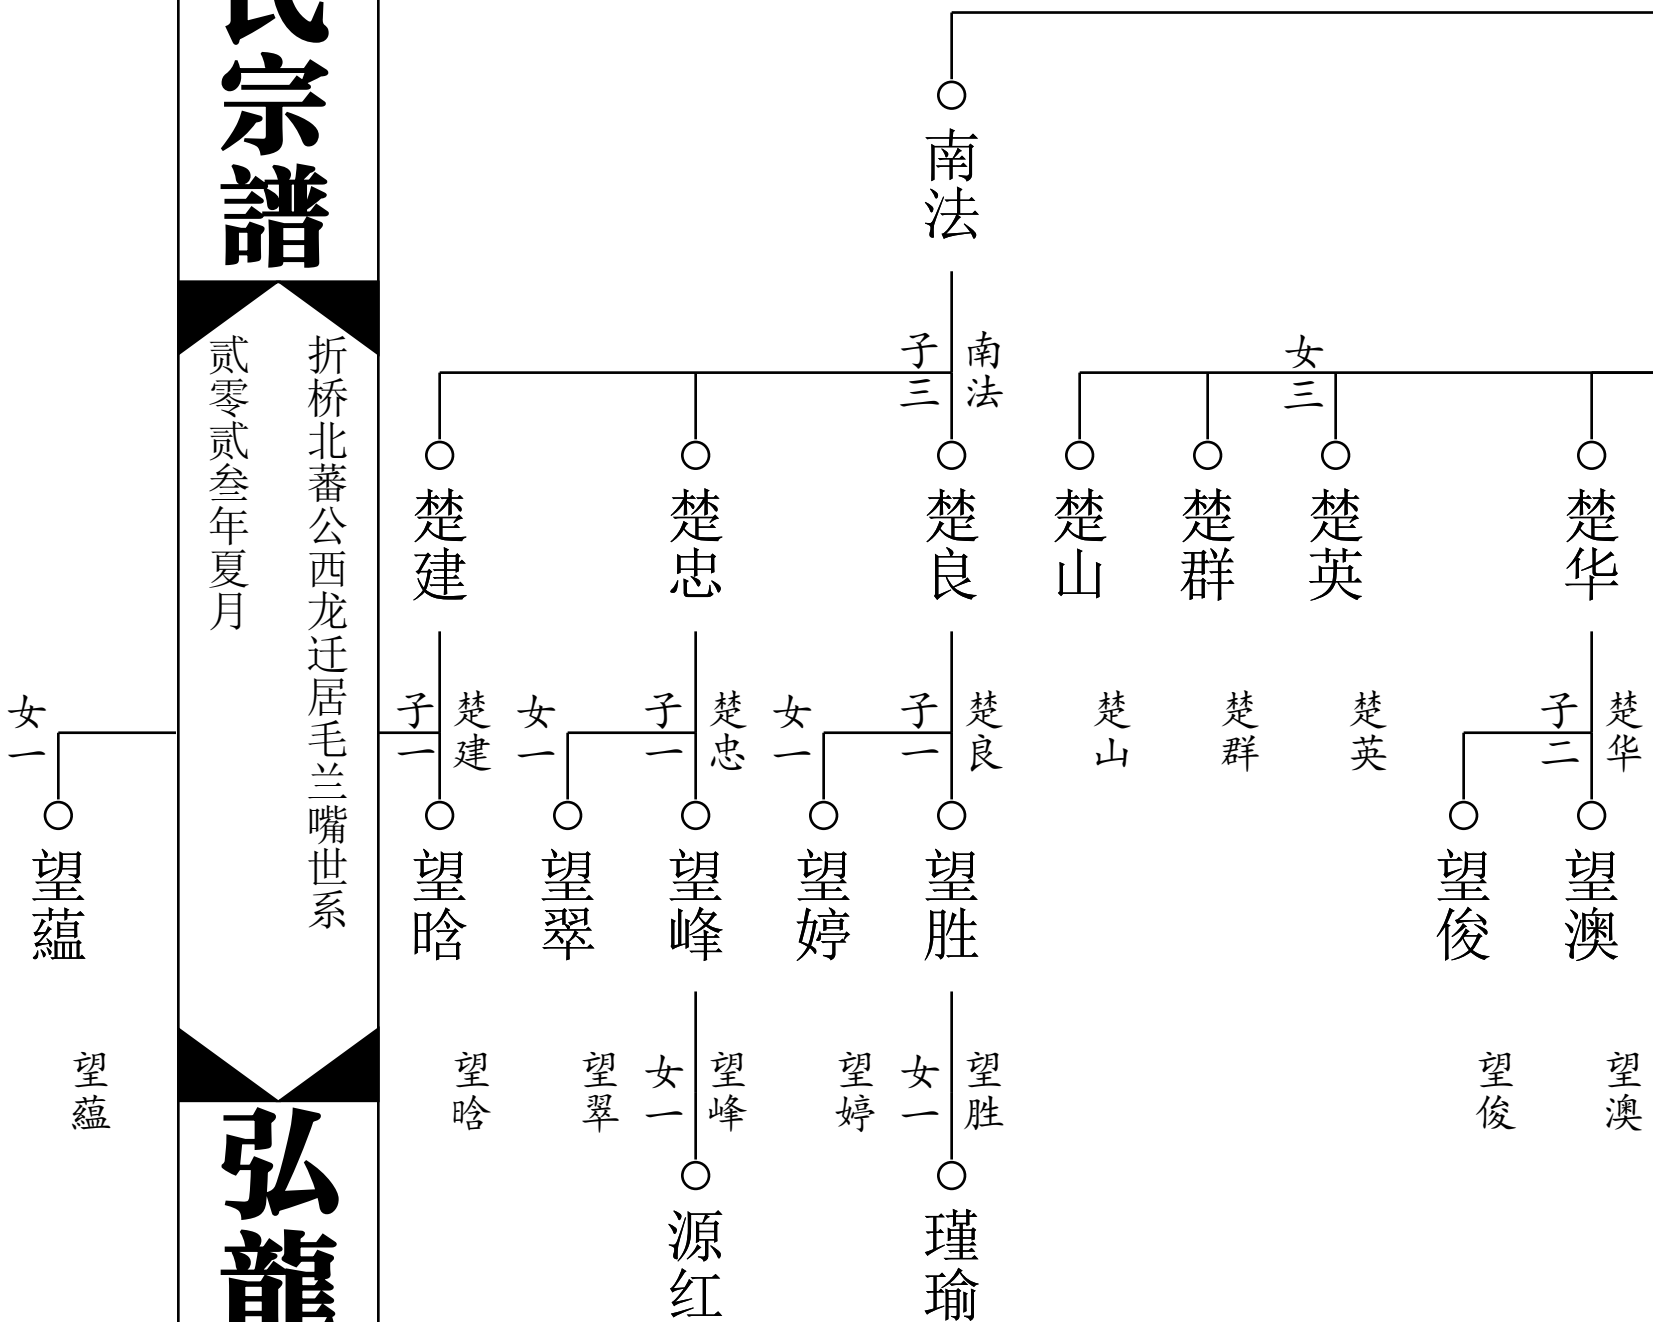 氏宗譜
折桥北蕃公西龙迁居毛兰嘴世系
贰零贰叁年夏月
弘龍
南法
南法
子三
女三
楚华
楚英
楚群
楚山
楚良
楚忠
楚建
楚华
子二
楚英
楚群
楚山
楚良
子一
女一
楚忠
子一
女一
楚建
子一
女一
望澳
望俊
望胜
望婷
望峰
望翠
望晗
望蘊
望澳
望俊
望胜
女一
望婷
望峰
女一
望翠
望晗
望蘊
瑾瑜
源红